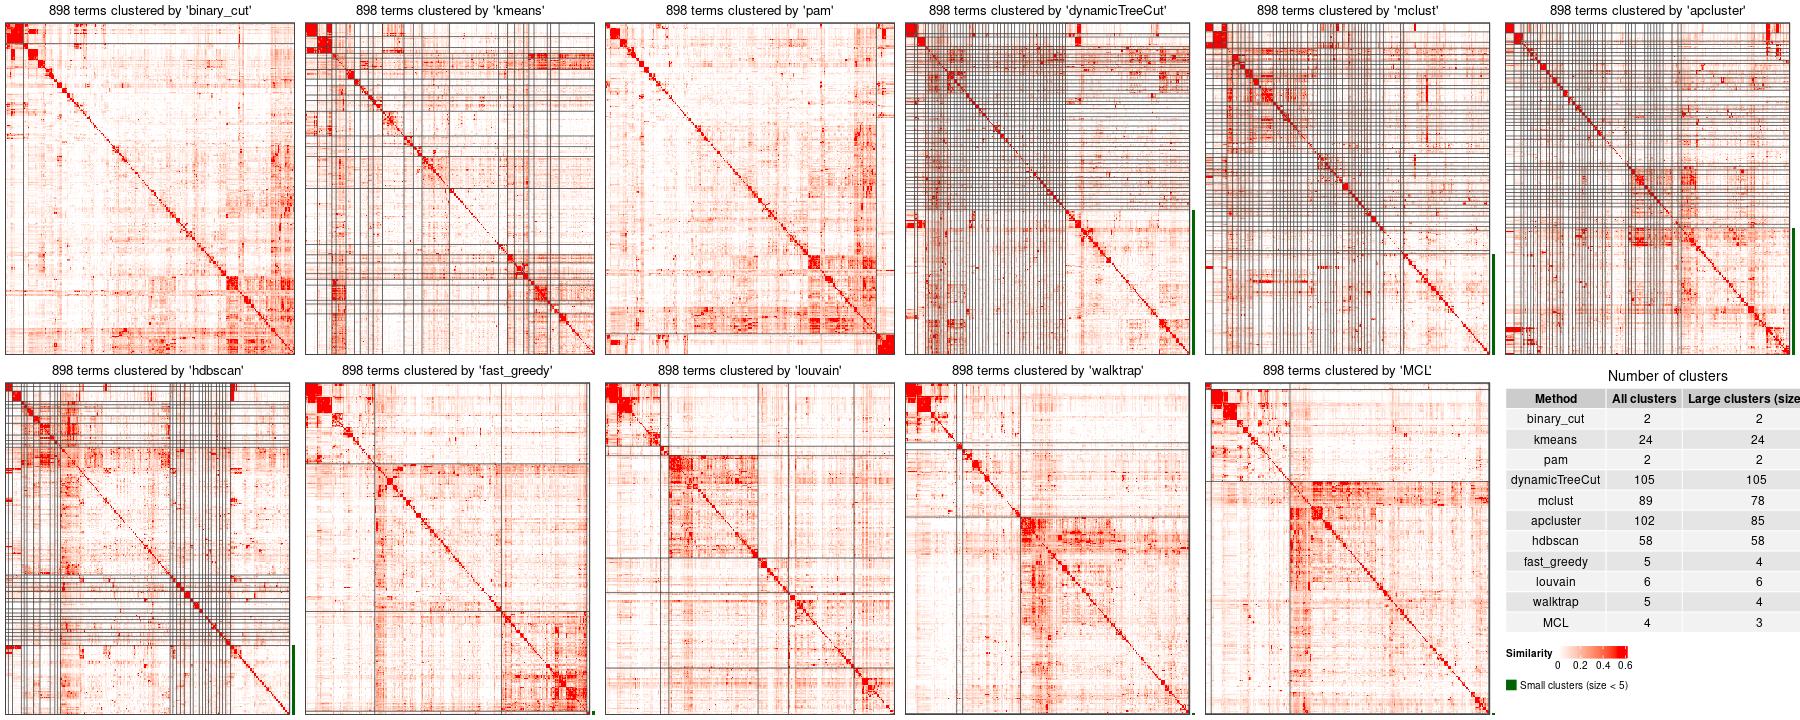 898 terms clustered by 'binary_cut'
898 terms clustered by 'kmeans'
898 terms clustered by 'pam'
898 terms clustered by 'dynamicTreeCut'
898 terms clustered by 'mclust'
898 terms clustered by 'apcluster'
898 terms clustered by 'hdbscan'
898 terms clustered by 'fast_greedy'
898 terms clustered by 'louvain'
898 terms clustered by 'walktrap'
898 terms clustered by 'MCL'
Number of clusters
Method All clusters Large clusters (size
binary_cut 2 2
kmeans 24 24
pam 2 2
dynamicTreeCut 105 105
mclust 89 78
apcluster 102 85
hdbscan 58 58
fast_greedy 5 4
louvain 6 6
walktrap 5 4
MCL 4 3
Similarity
0 0.2 0.4 0.6
Small clusters (size < 5)